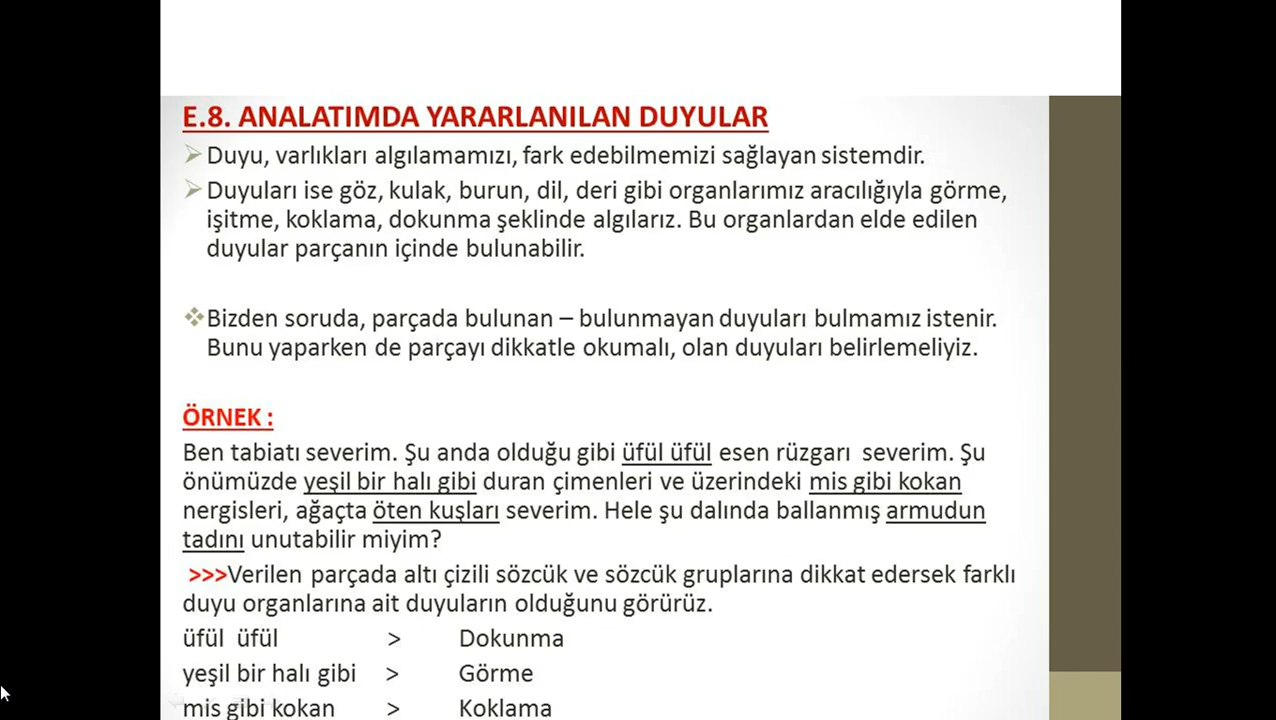 E.8. ANALATIMDA YARARLANILAN DUYULAR
Duyu, varlıkları algılamamızı, fark edebilmemizi sağlayan sistemdir.
Duyuları ise göz, kulak, burun, dil, deri gibi organlarımız aracılığıyla görme,
işitme, koklama, dokunma şeklinde algılarız. Bu organlardan elde edilen
duyular parçanın içinde bulunabilir.
Bizden soruda, parçada bulunan – bulunmayan duyuları bulmamız istenir.
Bunu yaparken de parçayı dikkatle okumalı, olan duyuları belirlemeliyiz.
ÖRNEK :
Ben tabiatı severim. Şu anda olduğu gibi üfül üfül esen rüzgarı severim. Şu
önümüzde yeşil bir halı gibi duran çimenleri ve üzerindeki mis gibi kokan
nergisleri, ağaçta öten kuşları severim. Hele şu dalında ballanmış armudun
tadını unutabilir miyim?
>>>Verilen parçada altı çizili sözcük ve sözcük gruplarına dikkat edersek farklı
duyu organlarına ait duyuların olduğunu görürüz.
üfül üfül > Dokunma
yeşil bir halı gibi > Görme
mis gibi kokan > Koklama